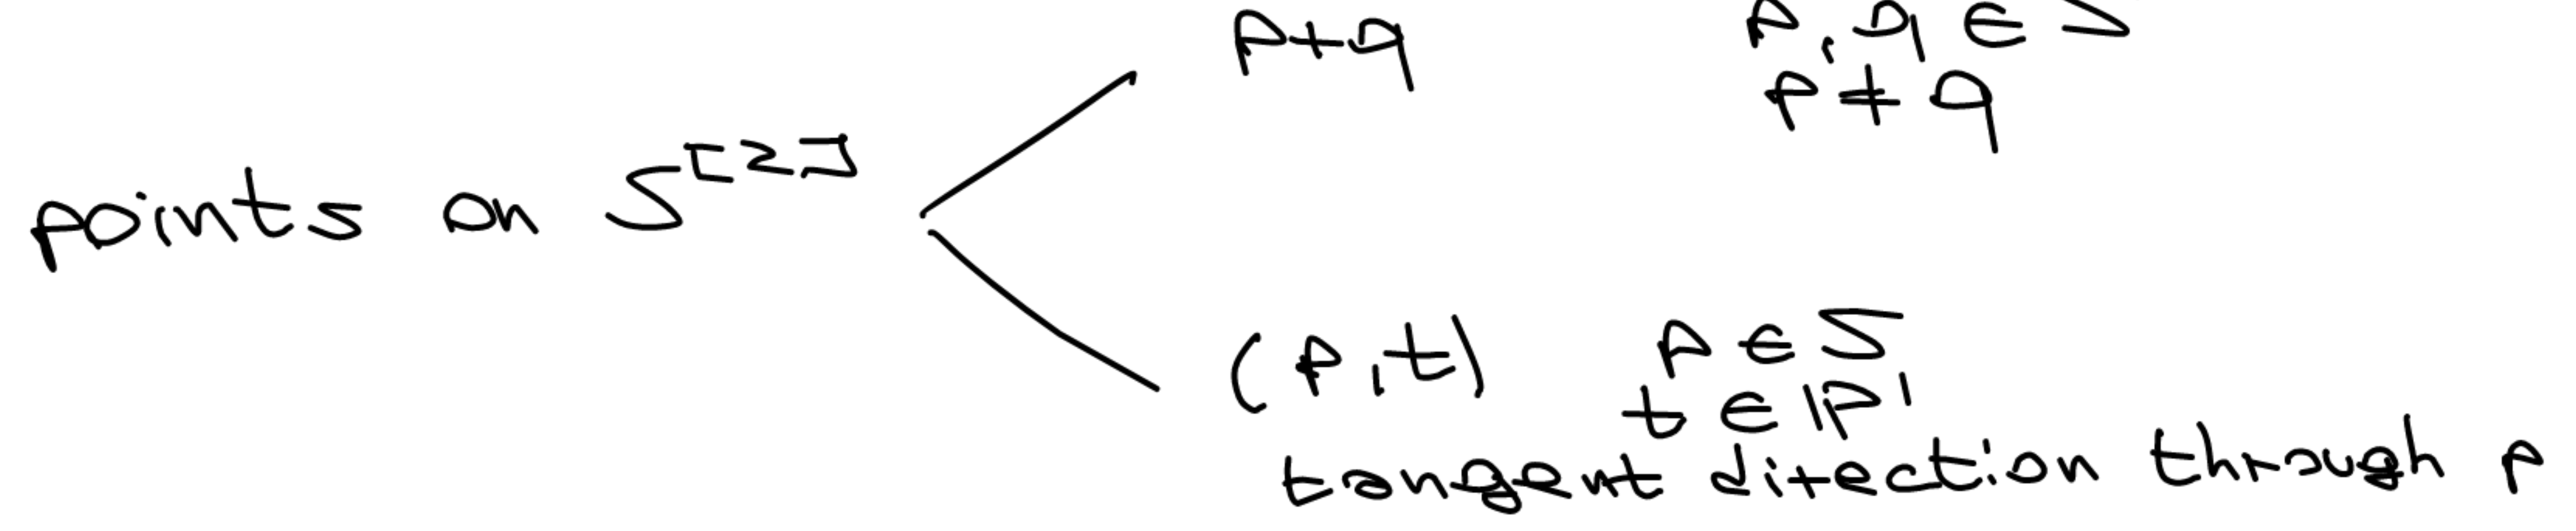 p+q p,q ∈ S
p ≠ q
points on S^[2]
(p,t) p ∈ S
t ∈ ℙ¹
tangent direction through p